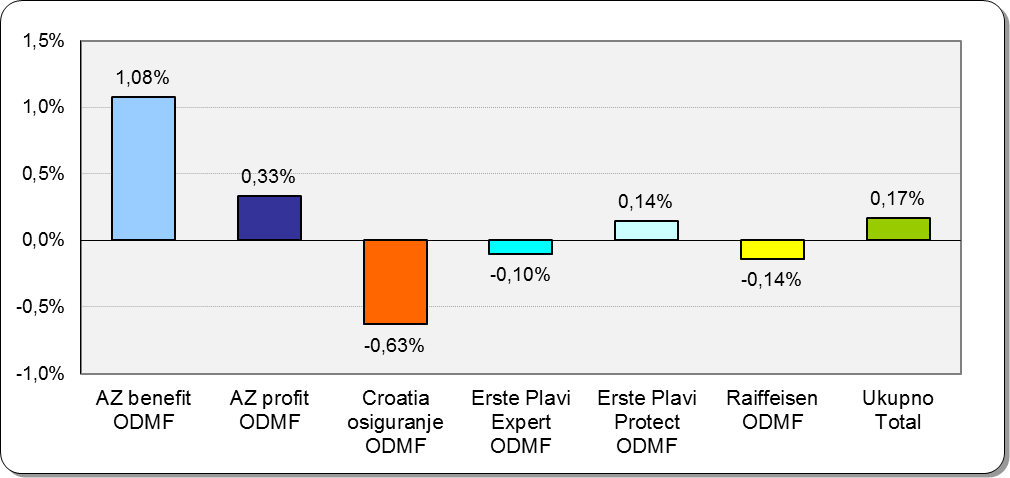 1,5%
1,0%
0,5%
0,0%
-0,5%
-1,0%
1,08%
0,33%
-0,63%
-0,10%
0,14%
-0,14%
0,17%
AZ benefit
ODMF
AZ profit
ODMF
Croatia
osiguranje
ODMF
Erste Plavi
Expert
ODMF
Erste Plavi
Protect
ODMF
Raiffeisen
ODMF
Ukupno
Total